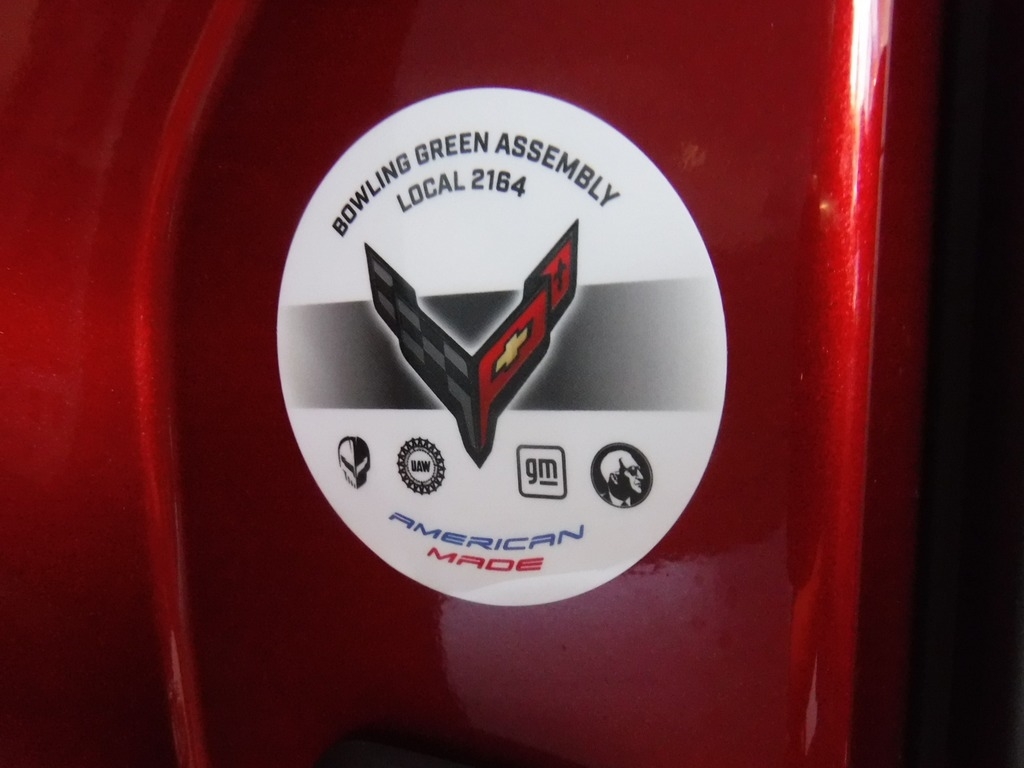 BOWLING GREEN ASSEMBLY
LOCAL 2164
UAW
gm
AMERICAN
MADE